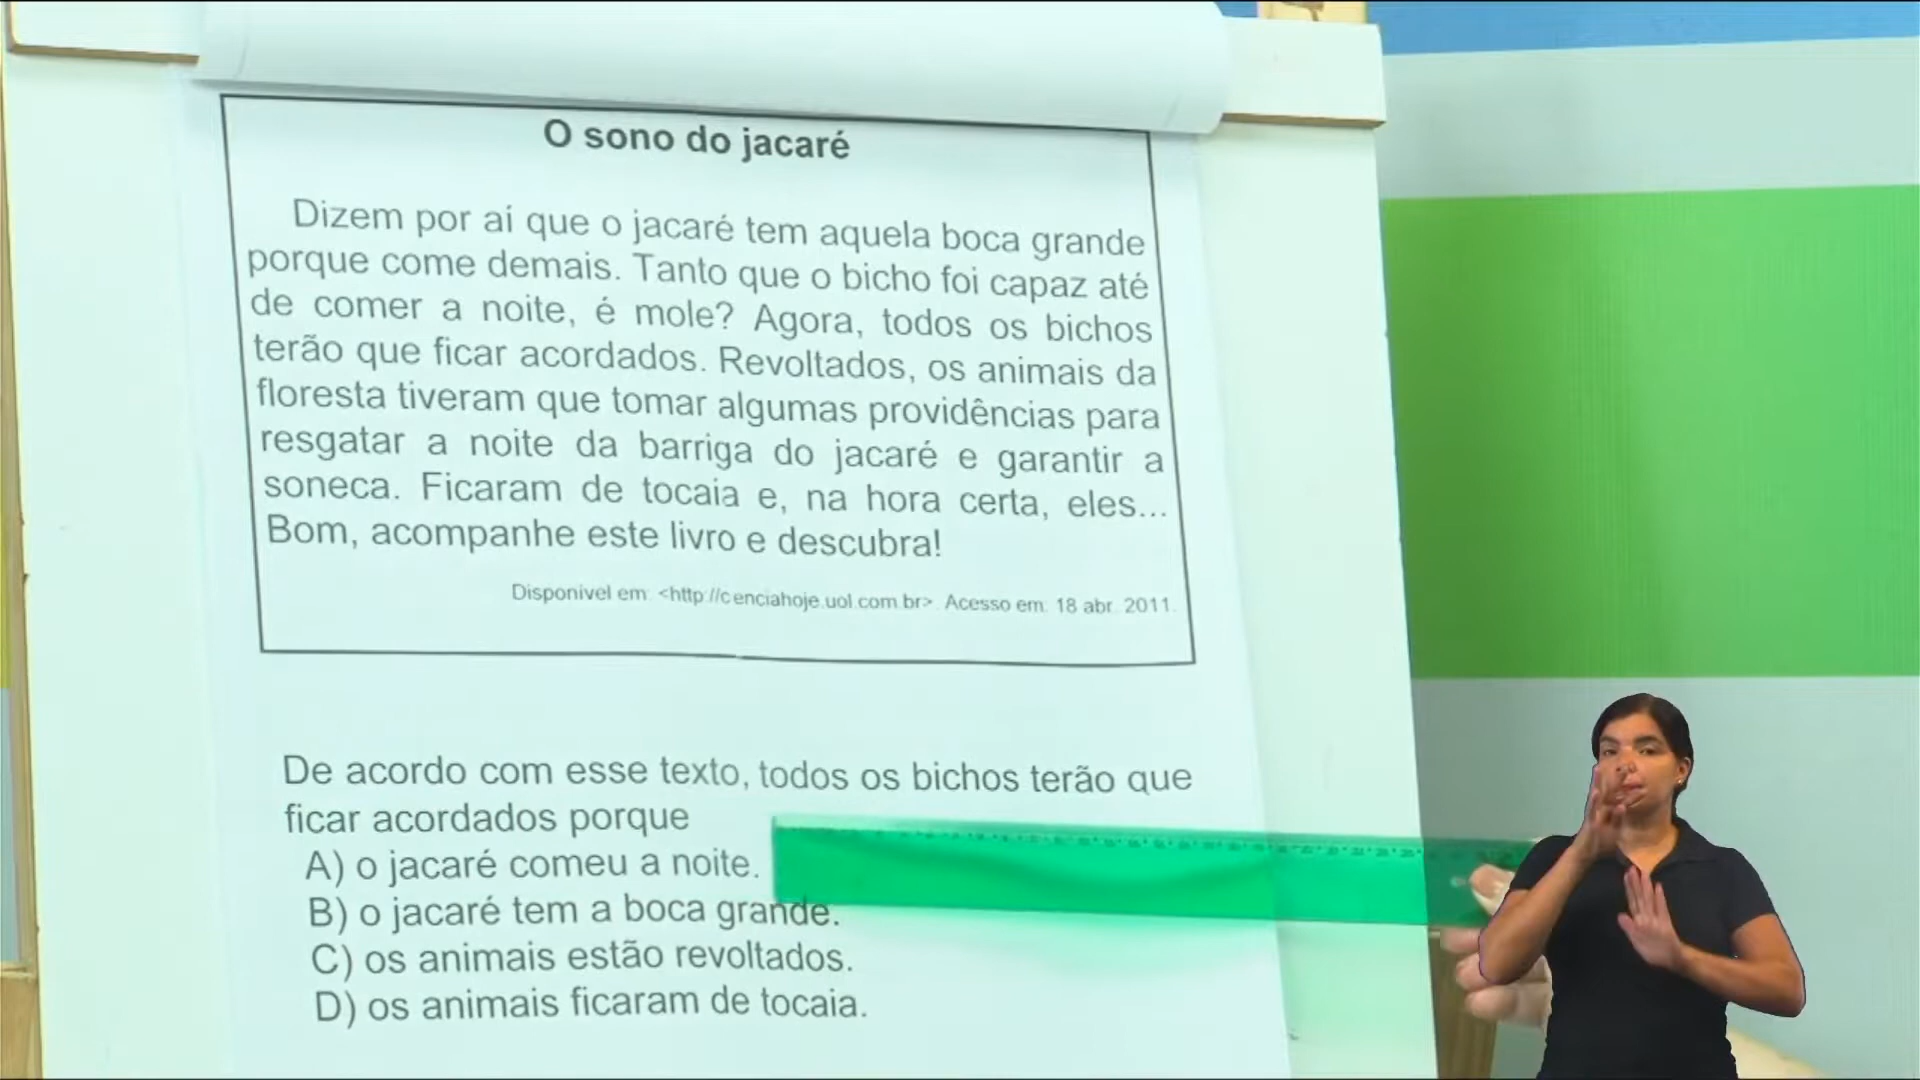 O sono do jacaré
Dizem por aí que o jacaré tem aquela boca grande
porque come demais. Tanto que o bicho foi capaz até
de comer a noite, é mole? Agora, todos os bichos
terão que ficar acordados. Revoltados, os animais da
floresta tiveram que tomar algumas providências para
resgatar a noite da barriga do jacaré e garantir a
soneca. Ficaram de tocaia e, na hora certa, eles...
Bom, acompanhe este livro e descubra!
Disponível em: <http://cenciahoje.uol.com.br>. Acesso em: 18 abr. 2011.
De acordo com esse texto, todos os bichos terão que
ficar acordados porque
A) o jacaré comeu a noite.
B) o jacaré tem a boca grande.
C) os animais estão revoltados.
D) os animais ficaram de tocaia.